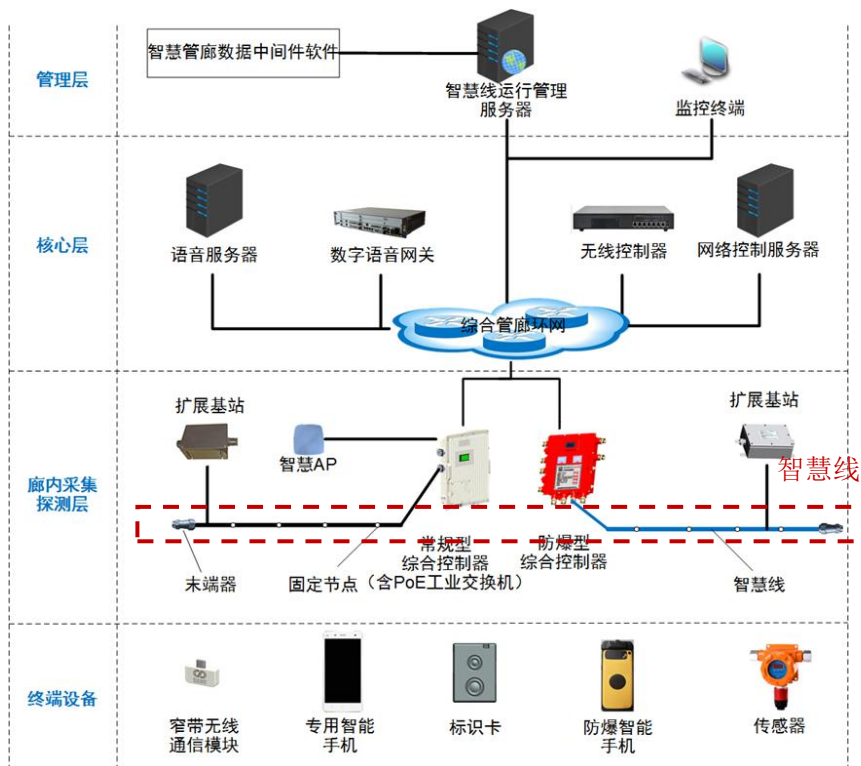 智慧管廊数据中间件软件
管理层
智慧线运行管理
服务器
监控终端
核心层
语音服务器
数字语音网关
无线控制器
网络控制服务器
综合管廊环网
扩展基站
扩展基站
智慧AP
智慧线
廊内采集
探测层
常规型
综合控制器
(含PoE工业交换机)
防爆型
综合控制器
末端器
固定节点
智慧线
终端设备
窄带无线
通信模块
专用智能
手机
标识卡
防爆智能
手机
传感器